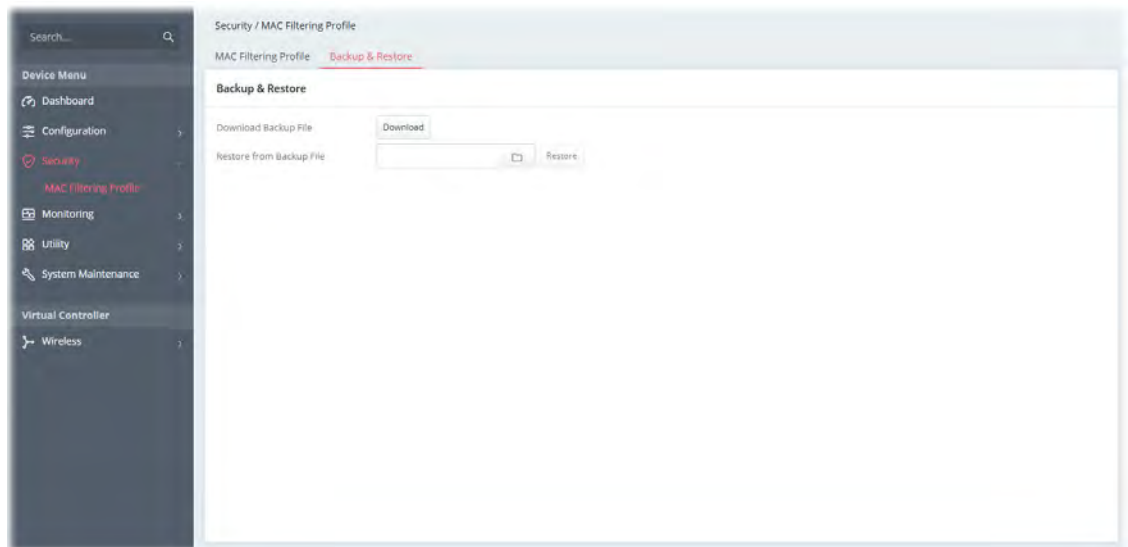 Search...
Security / MAC Filtering Profile
MAC Filtering Profile
Backup & Restore
Device Menu
Dashboard
Configuration
Security
MAC Filtering Profile
Monitoring
Utility
System Maintenance
Virtual Controller
Wireless
Backup & Restore
Download Backup File
Download
Restore from Backup File
Restore